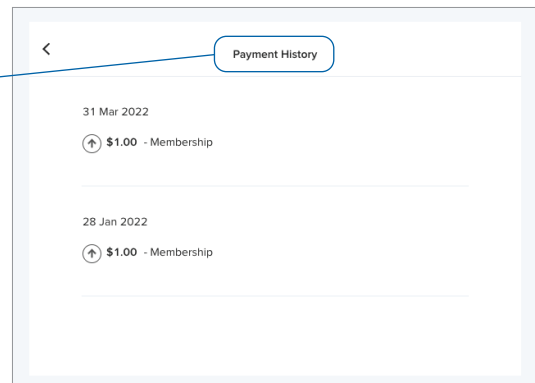 Payment History
31 Mar 2022
$1.00 - Membership
28 Jan 2022
$1.00 - Membership